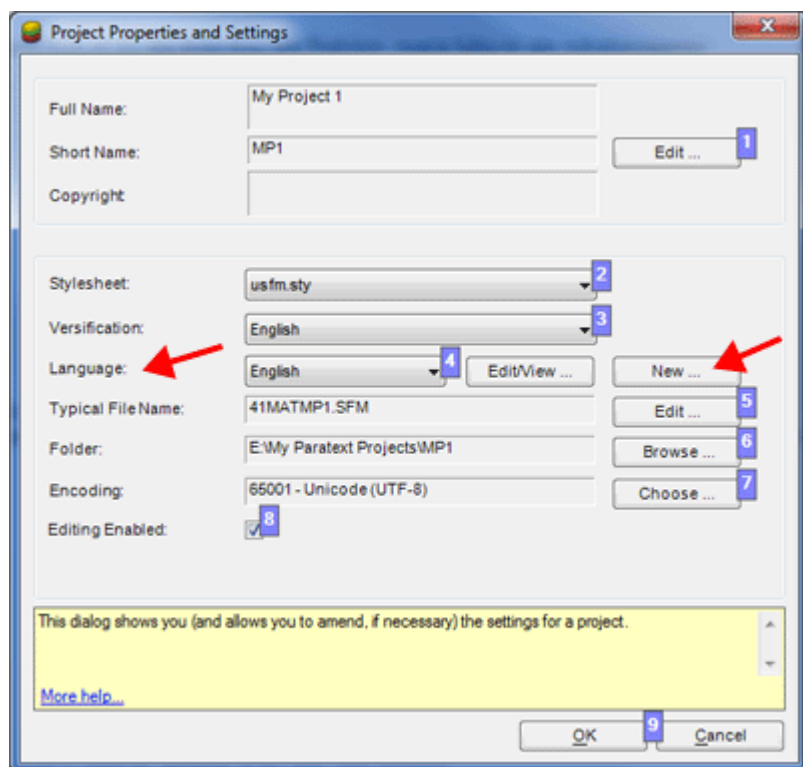 Project Properties and Settings
Full Name: My Project 1
Short Name: MP1 Edit ... 1
Copyright:
Stylesheet: usfm.sty 2
Versification: English 3
Language: English 4 Edit/View ... New ...
Typical File Name: 41MATMP1.SFM Edit ... 5
Folder: E:\My Paratext Projects\MP1 Browse ... 6
Encoding: 65001 - Unicode (UTF-8) Choose ... 7
Editing Enabled: 8
This dialog shows you (and allows you to amend, if necessary) the settings for a project.
More help...
OK 9 Cancel